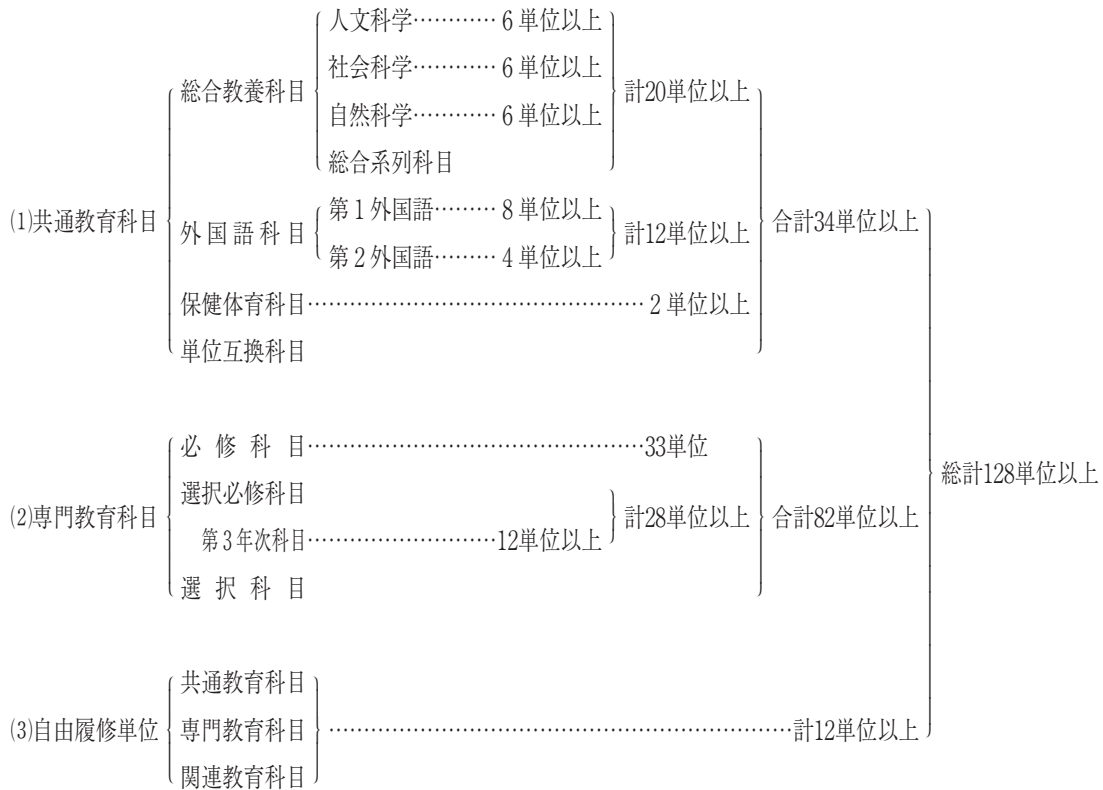 人文科学………… 6 単位以上
社会科学………… 6 単位以上
総合教養科目 計20単位以上
自然科学………… 6 単位以上
総合系列科目
第1外国語……… 8 単位以上
(1)共通教育科目 外国語科目 計12単位以上 合計34単位以上
第2外国語……… 4 単位以上
保健体育科目………………………………………… 2 単位以上
単位互換科目
必修科目…………………………………………33単位
総計128単位以上
選択必修科目
(2)専門教育科目 計28単位以上 合計82単位以上
第3年次科目………………………12単位以上
選択科目
共通教育科目
(3)自由履修単位 専門教育科目 …………………………………………………………計12単位以上
関連教育科目